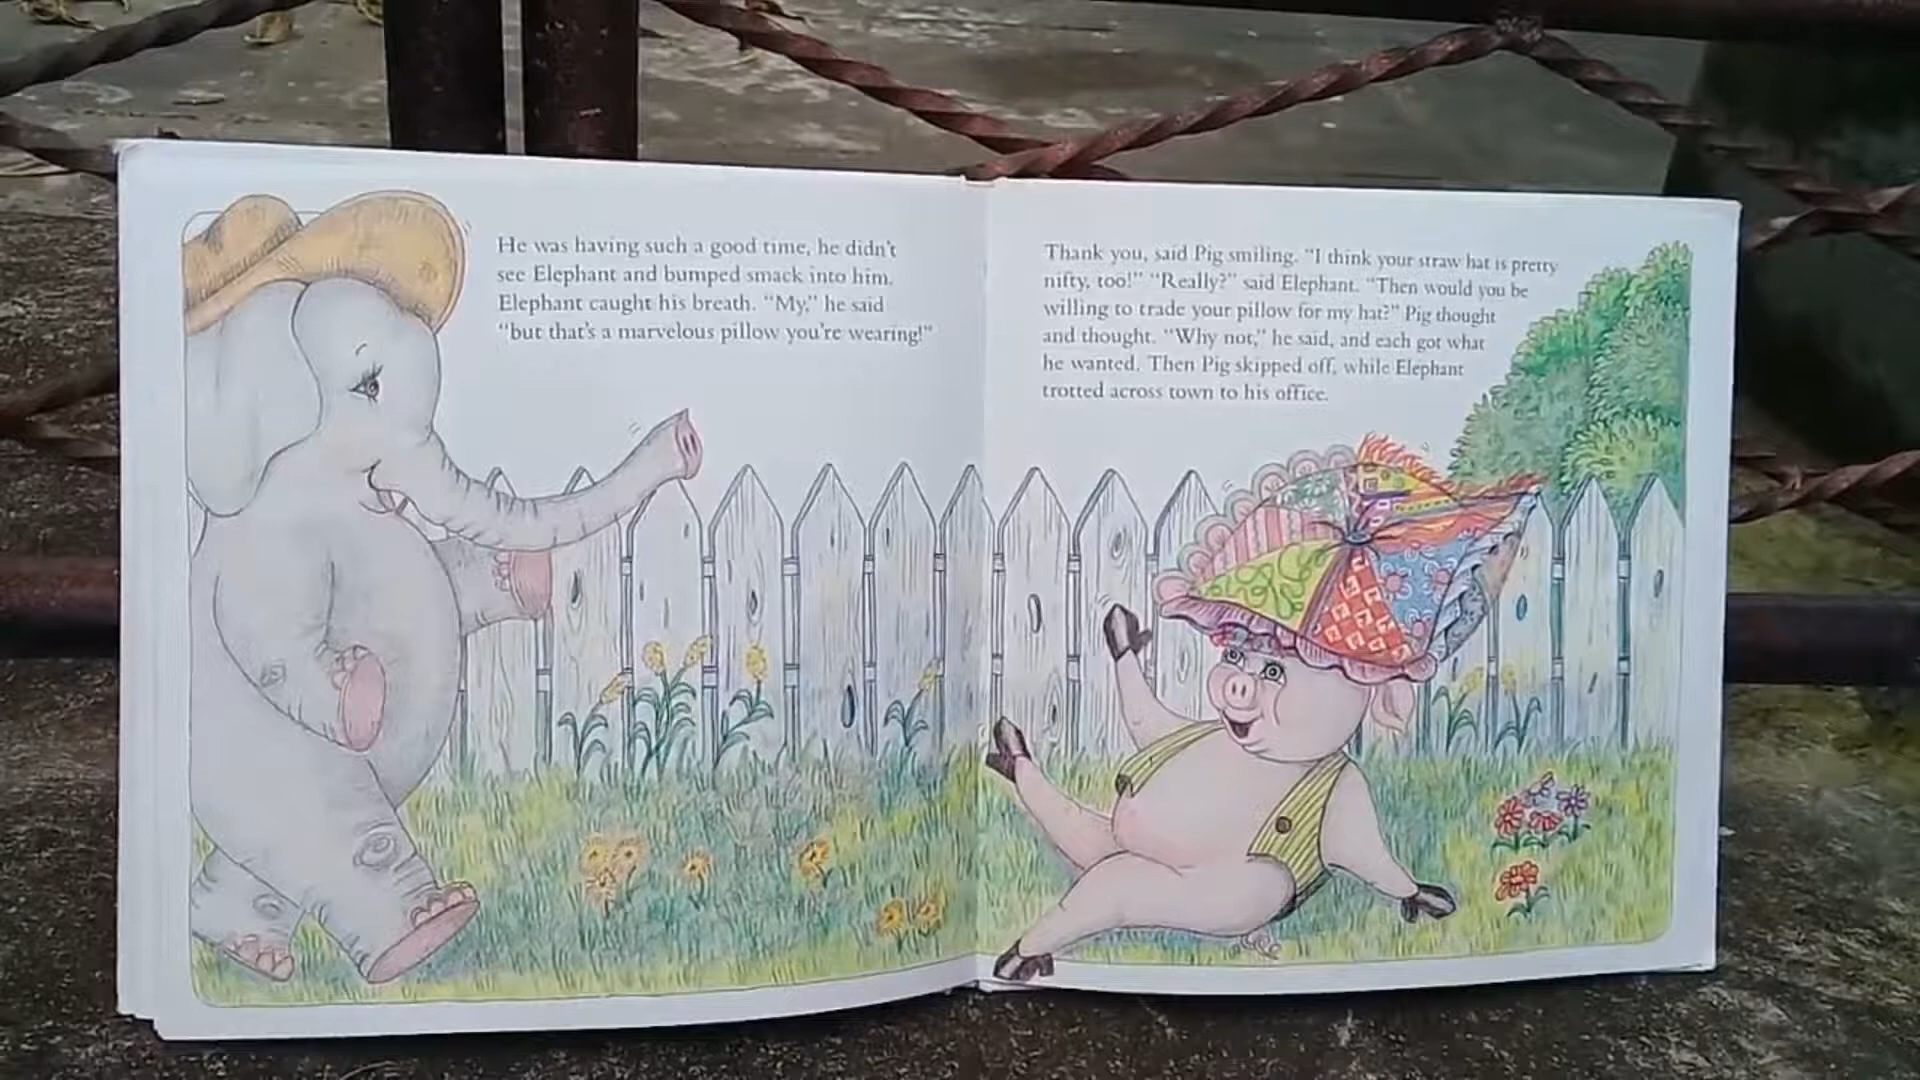 He was having such a good time, he didn't
see Elephant and bumped smack into him.
Elephant caught his breath. "My," he said
"but that's a marvelous pillow you're wearing!"
Thank you, said Pig smiling. "I think your straw hat is pretty
nifty, too!" "Really?" said Elephant. "Then would you be
willing to trade your pillow for my hat?" Pig thought
and thought. "Why not," he said, and each got what
he wanted. Then Pig skipped off, while Elephant
trotted across town to his office.